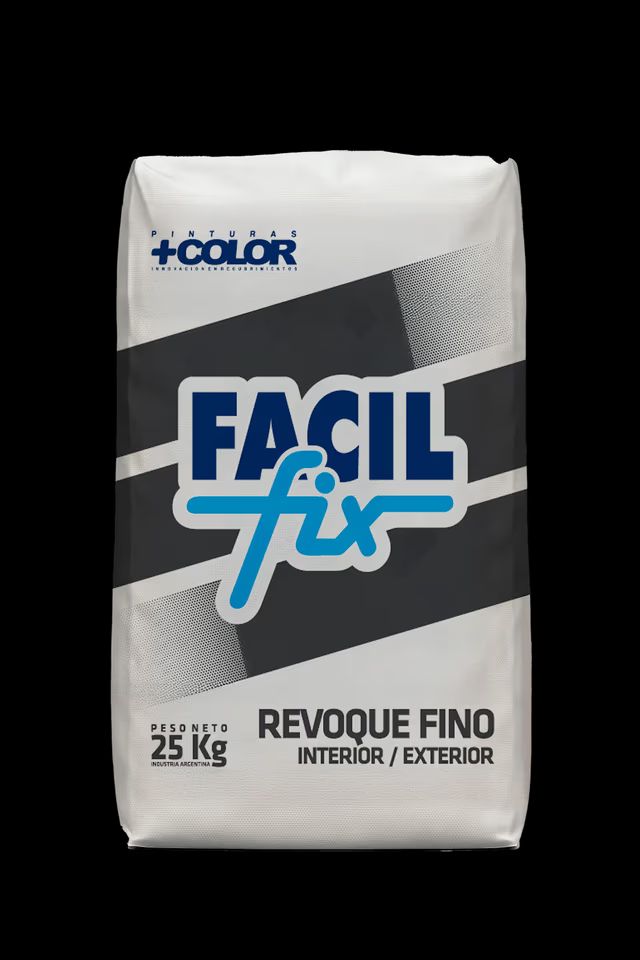 PINTURAS
+COLOR
INNOVACION EN RECUBRIMIENTOS
FACIL
fix
PESO NETO
25 Kg
INDUSTRIA ARGENTINA
REVOQUE FINO
INTERIOR / EXTERIOR